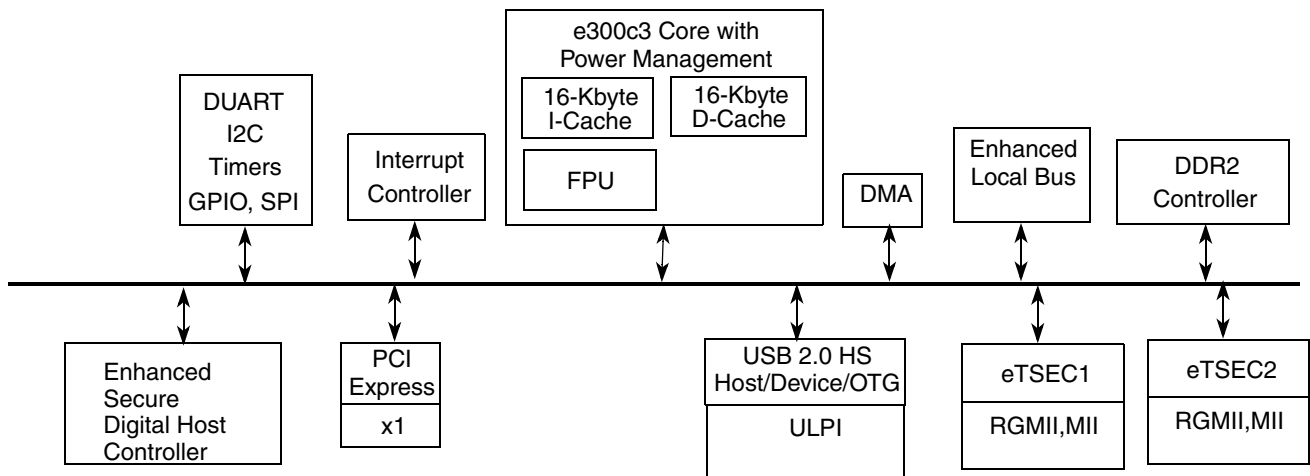 e300c3 Core with
Power Management
16-Kbyte
I-Cache
16-Kbyte
D-Cache
FPU
DUART
I2C
Timers
GPIO, SPI
Interrupt
Controller
DMA
Enhanced
Local Bus
DDR2
Controller
Enhanced
Secure
Digital Host
Controller
PCI
Express
x1
USB 2.0 HS
Host/Device/OTG
ULPI
eTSEC1
RGMII,MII
eTSEC2
RGMII,MII